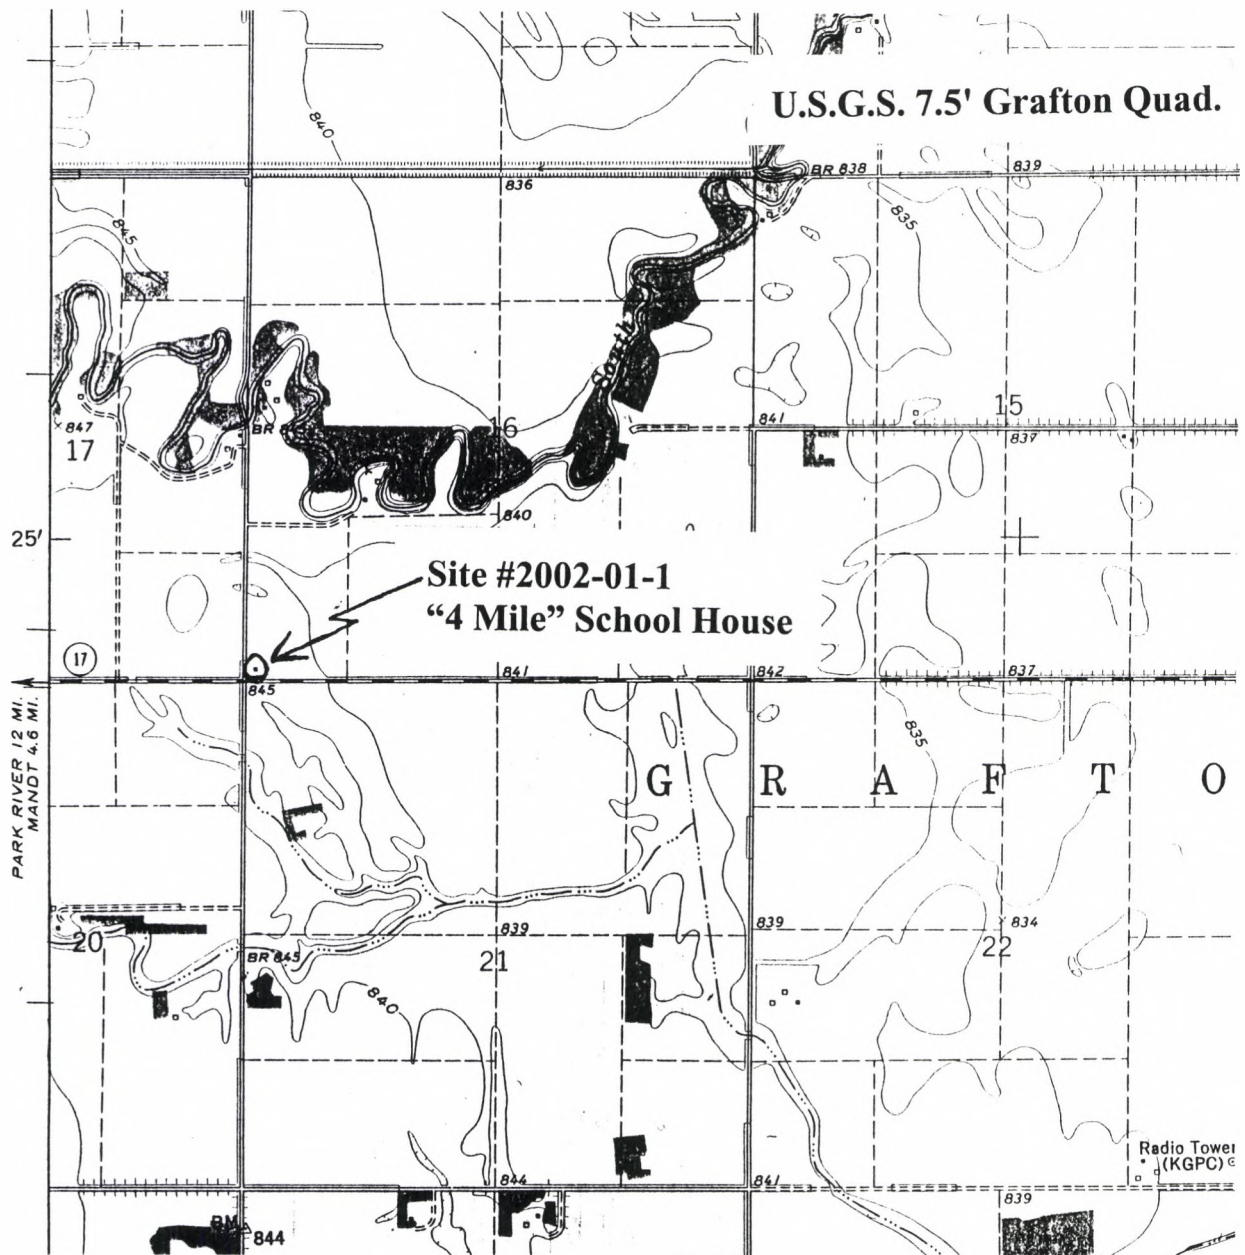 U.S.G.S. 7.5' Grafton Quad.
840
BR 838
839
836
845
835
South
15
841
837
847
17
BR
16
840
25'
Site #2002-01-1
“4 Mile” School House
17
845
841
842
837
PARK RIVER 12 MI.
MANDT 4.6 MI.
835
G R A F T O
839
839
834
20
BR 845
21
22
840
Radio Tower
(KGPC)
844
841
839
BM
844